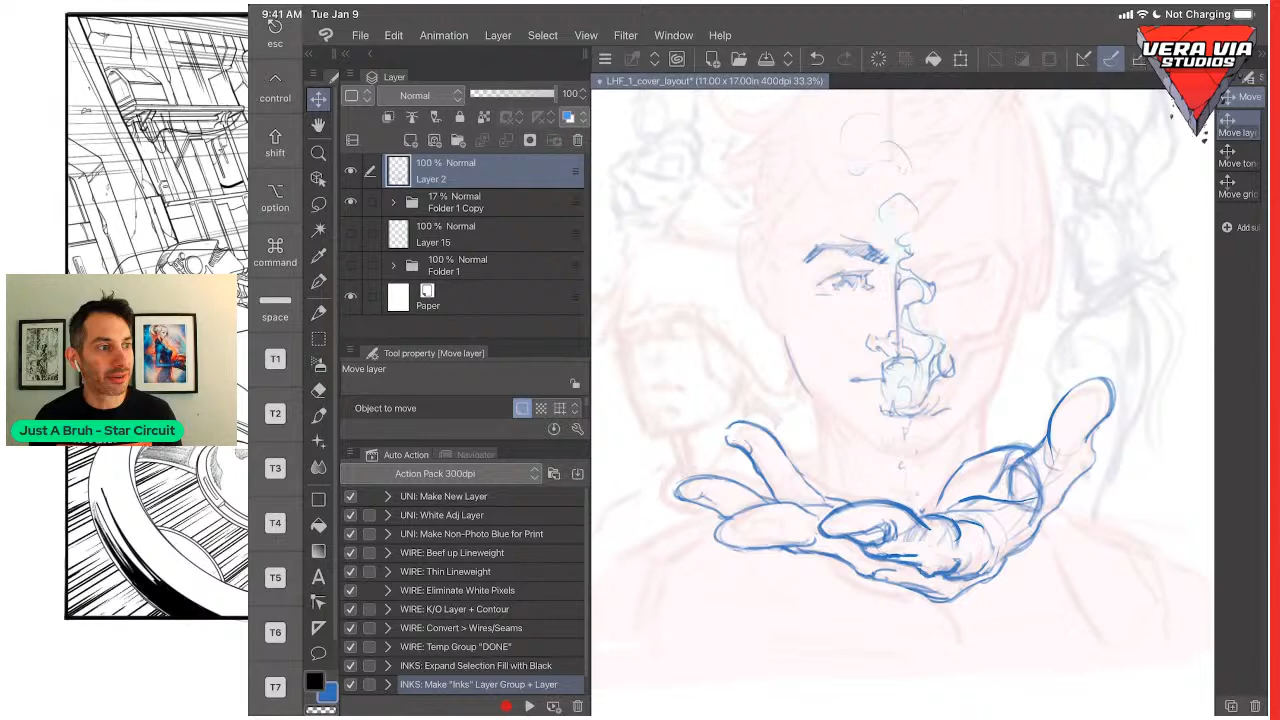 9:41 AM Tue Jan 9
Not Charging
esc
control
shift
option
command
space
T1
T2
T3
T4
T5
T6
T7
File Edit Animation Layer Select View Filter Window Help
LHF_1_cover_layout* (11.00 x 17.00in 400dpi 33.3%)
Layer
Normal
100
100 % Normal
Layer 2
17 % Normal
Folder 1 Copy
100 % Normal
Layer 15
100 % Normal
Folder 1
Paper
Tool property [Move layer]
Move layer
Object to move
Auto Action
Navigator
Action Pack 300dpi
UNI: Make New Layer
UNI: White Adj Layer
UNI: Make Non-Photo Blue for Print
WIRE: Beef up Lineweight
WIRE: Thin Lineweight
WIRE: Eliminate White Pixels
WIRE: K/O Layer + Contour
WIRE: Convert > Wires/Seams
WIRE: Temp Group "DONE"
INKS: Expand Selection Fill with Black
INKS: Make "Inks" Layer Group + Layer
VERA VIA
STUDIOS
Move
Move lay
Move ton
Move gri
Add su
Just A Bruh - Star Circuit